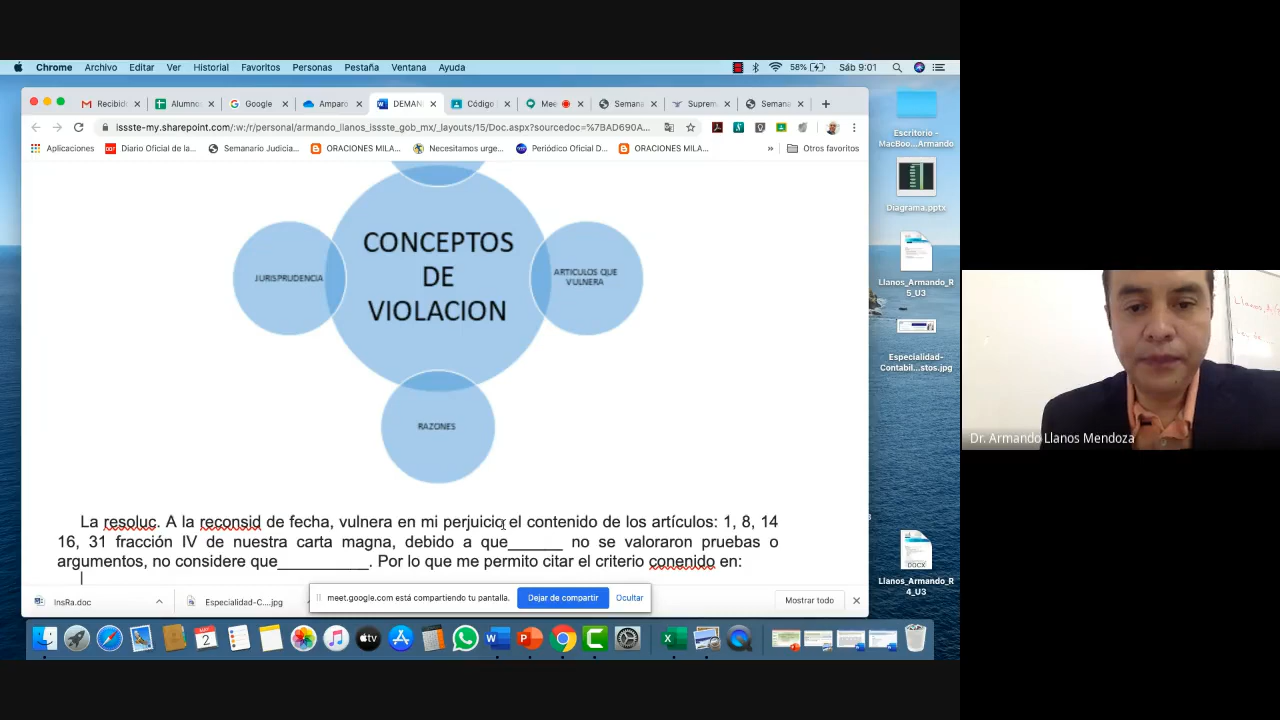 Chrome Archivo Editar Ver Historial Favoritos Personas Pestaña Ventana Ayuda
58% Sáb 9:01
Recibido Alumno Google Amparo DEMAN Código Mee Semana Suprem Semana
issste-my.sharepoint.com/:w:/r/personal/armando_llanos_issste_gob_mx/_layouts/15/Doc.aspx?sourcedoc=%7BAD690A...
Aplicaciones Diario Oficial de la... Semanario Judicia... ORACIONES MILA... Necesitamos urge... Periódico Oficial D... ORACIONES MILA... » Otros favoritos
CONCEPTOS
DE
VIOLACION
JURISPRUDENCIA
ARTICULOS QUE
VULNERA
RAZONES
La resoluc. A la reconsid de fecha, vulnera en mi perjuicio el contenido de los artículos: 1, 8, 14
16, 31 fracción IV de nuestra carta magna, debido a que______ no se valoraron pruebas o
argumentos, no considere que__________. Por lo que me permito citar el criterio conenido en:
InsRa.doc
Especialidad-C....jpg
meet.google.com está compartiendo tu pantalla.
Dejar de compartir
Ocultar
Mostrar todo
Escritorio -
MacBoo...Armando
Diagrama.pptx
Llanos_Armando_R
5_U3
Especialidad-
Contabil...stos.jpg
DOCX
Llanos_Armando_R
4_U3
tv
Dr. Armando Llanos Mendoza